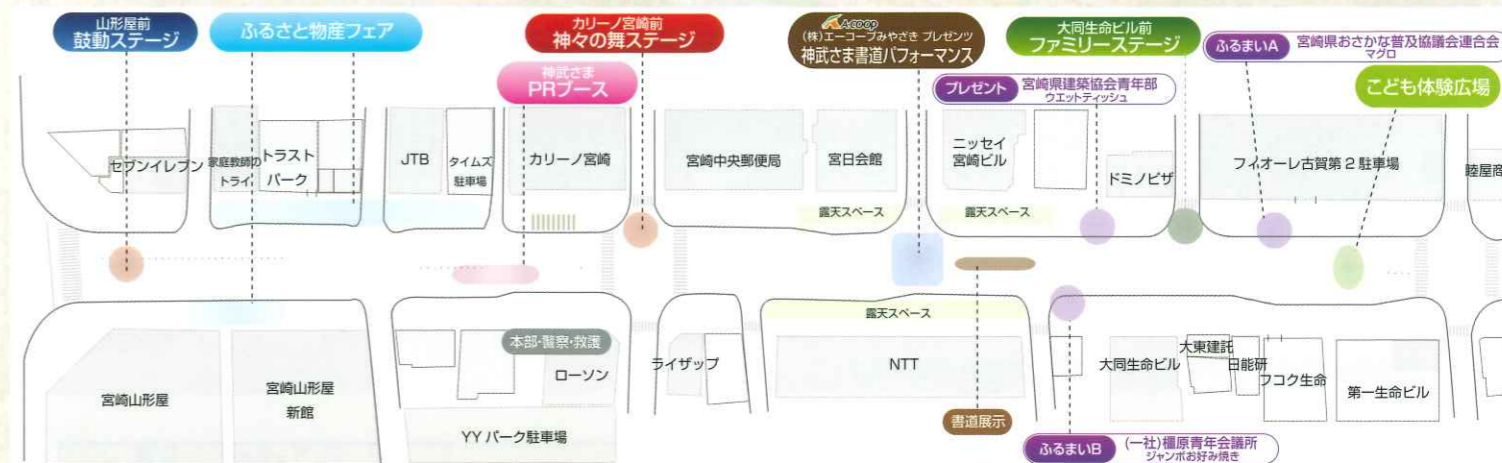 山形屋前
鼓動ステージ
ふるさと物産フェア
神武さま
PRブース
カリーノ宮崎前
神々の舞ステージ
Acoop
(株)エーコープみやざき プレゼンツ
神武さま書道パフォーマンス
大同生命ビル前
ファミリーステージ
プレゼント 宮崎県建築協会青年部
ウエットティッシュ
ふるまいA 宮崎県おさかな普及協議会連合会
マグロ
こども体験広場
セブンイレブン
家庭教師の
トライ
トラスト
パーク
JTB
タイムズ
駐車場
カリーノ宮崎
宮崎中央郵便局
宮日会館
露天スペース
ニッセイ
宮崎ビル
露天スペース
ドミノピザ
フィオーレ古賀第2駐車場
睦屋商
宮崎山形屋
宮崎山形屋
新館
本部・警察・救護
ローソン
YYパーク駐車場
ライザップ
露天スペース
NTT
書道展示
大同生命ビル
大東建託
日能研
フコク生命
第一生命ビル
ふるまいB (一社)橿原青年会議所
ジャンボお好み焼き